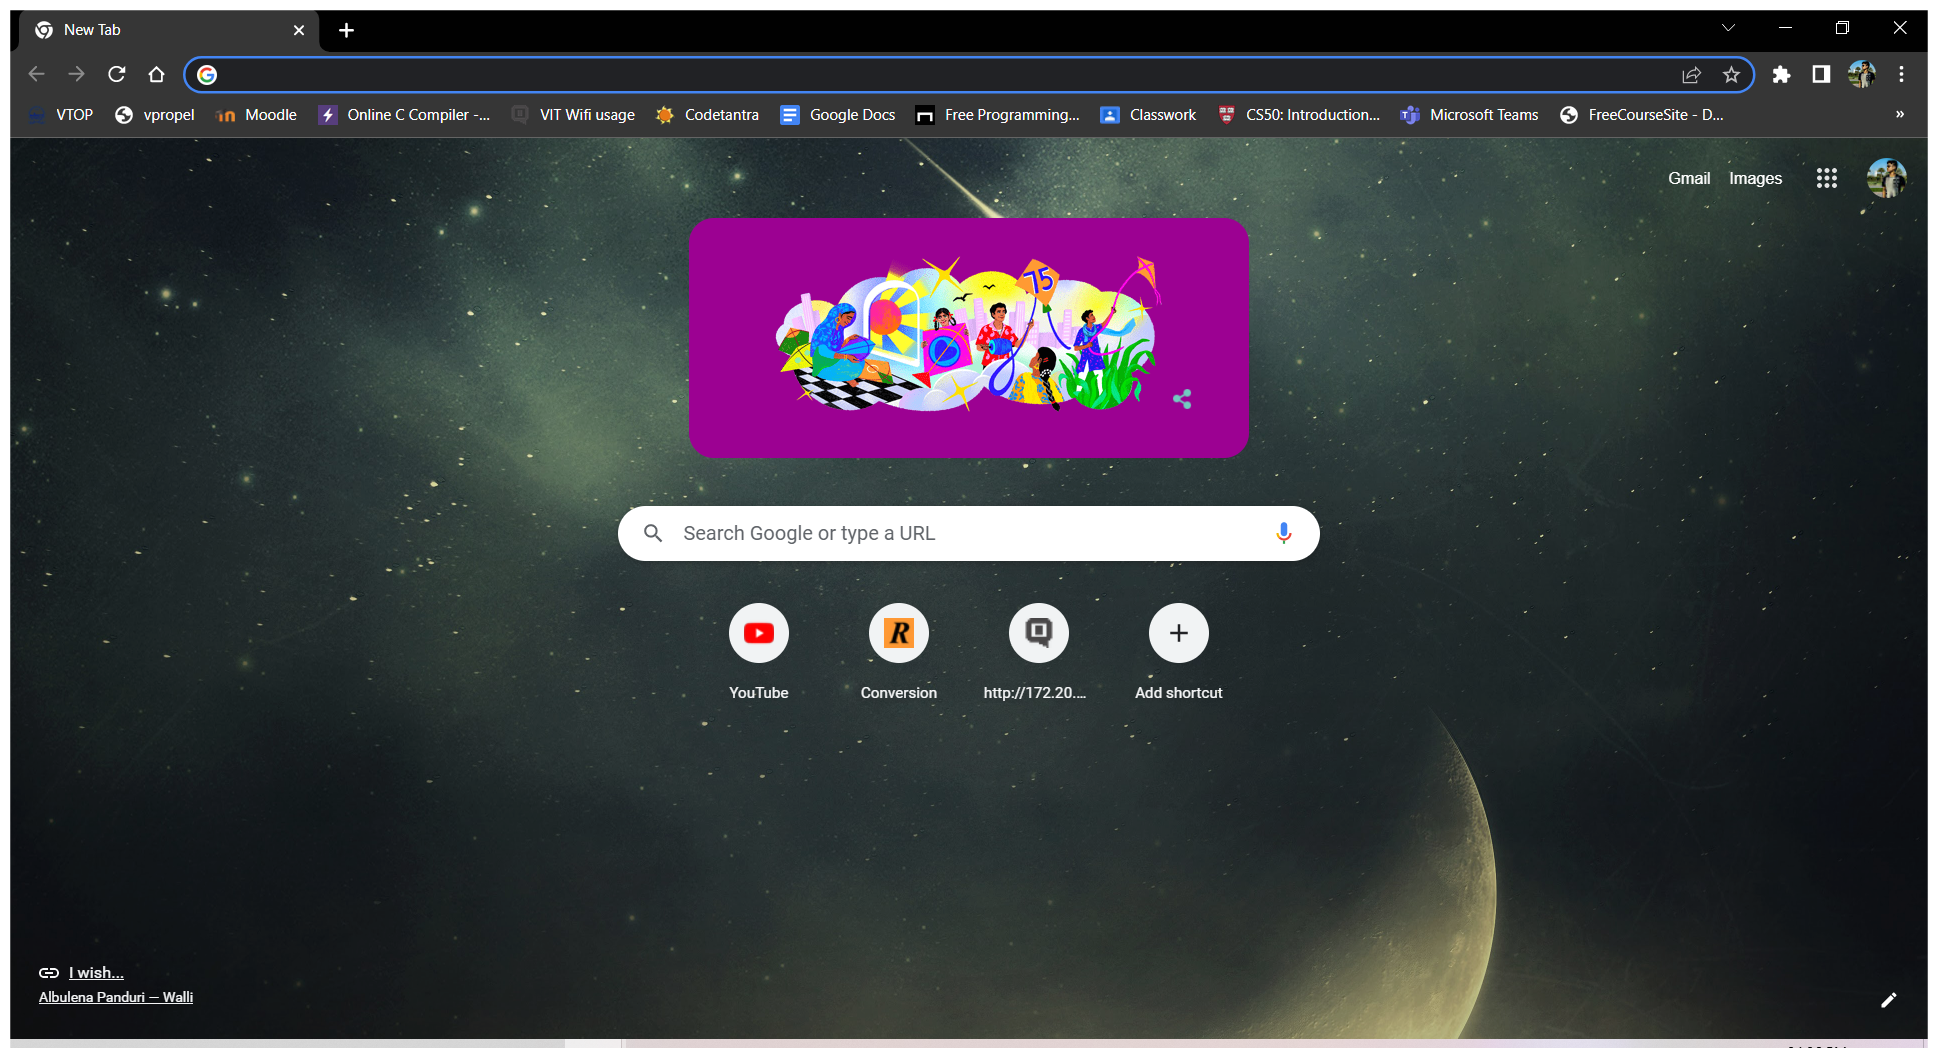 New Tab
VTOP vpropel Moodle Online C Compiler -... VIT Wifi usage Codetantra Google Docs Free Programming... Classwork CS50: Introduction... Microsoft Teams FreeCourseSite - D... »
Gmail Images
75
Search Google or type a URL
R
YouTube Conversion http://172.20.... Add shortcut
I wish...
Albulena Panduri — Walli